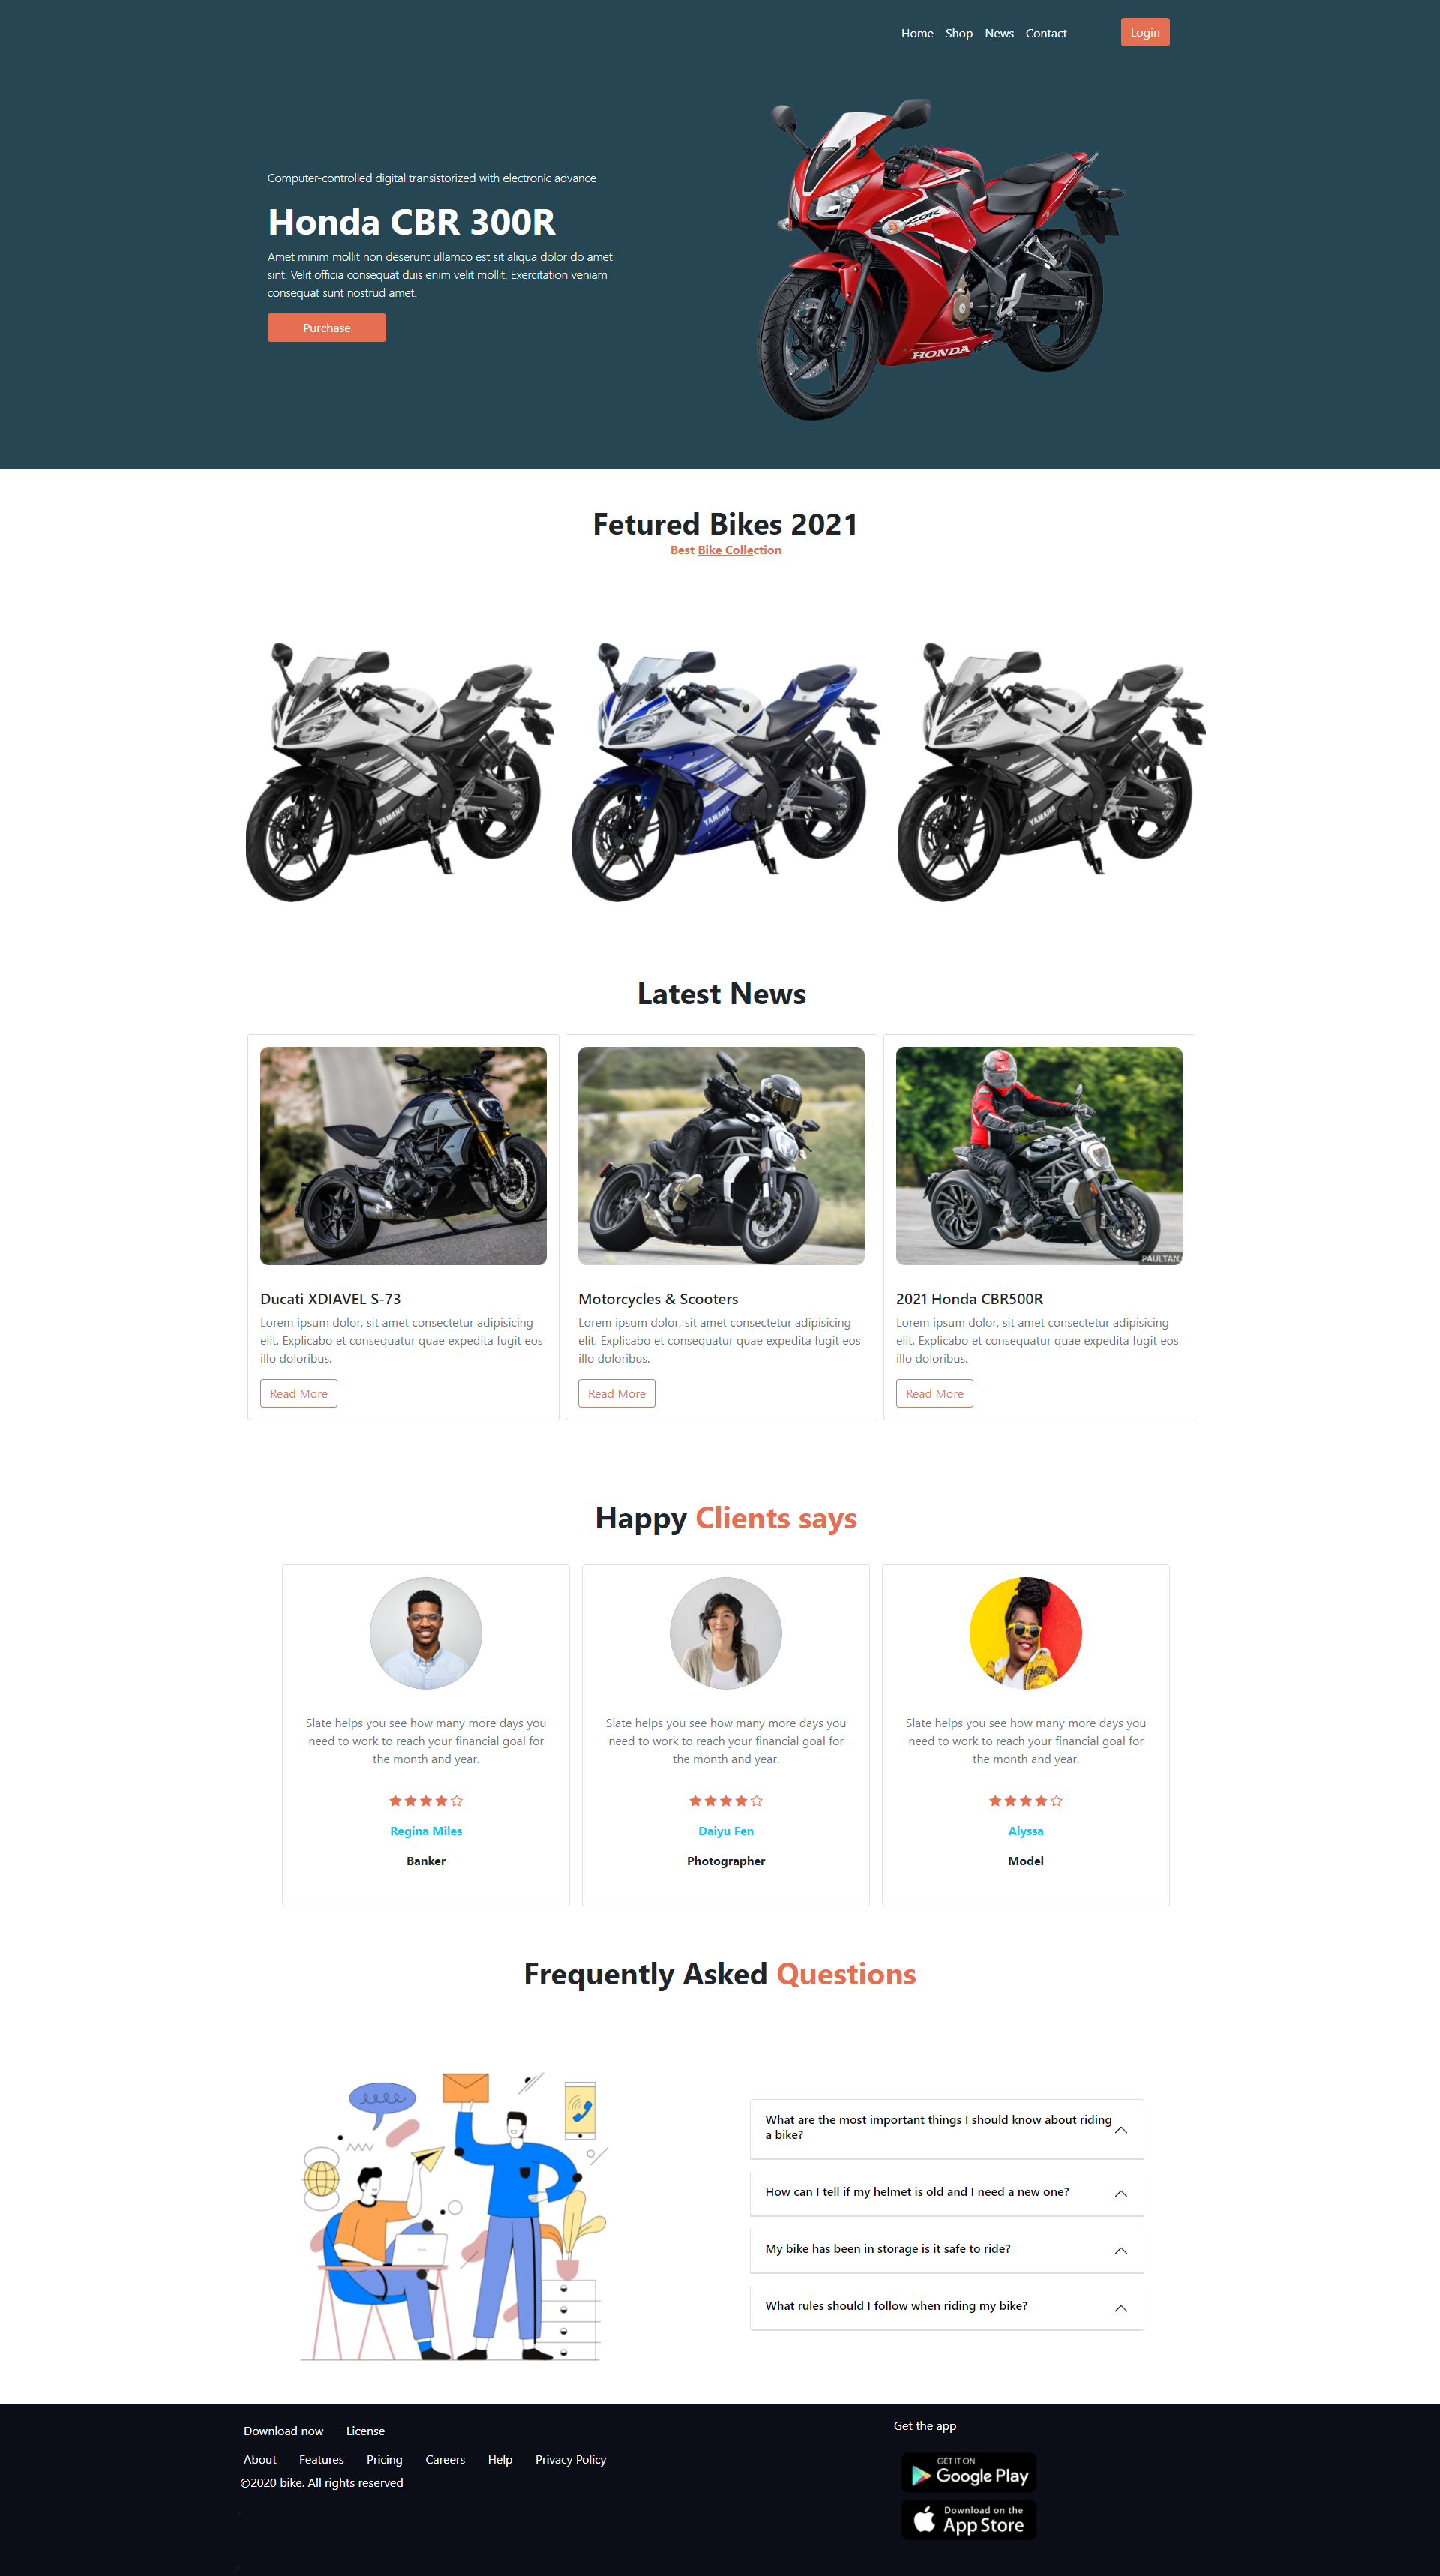 Home Shop News Contact Login
Computer-controlled digital transistorized with electronic advance
Honda CBR 300R
Amet minim mollit non deserunt ullamco est sit aliqua dolor do amet
sint. Velit officia consequat duis enim velit mollit. Exercitation veniam
consequat sunt nostrud amet.
Purchase
CBR
HONDA
Fetured Bikes 2021
Best Bike Collection
YAMAHA
YAMAHA
YAMAHA
Latest News
PAULTAN
Ducati XDIAVEL S-73
Lorem ipsum dolor, sit amet consectetur adipisicing
elit. Explicabo et consequatur quae expedita fugit eos
illo doloribus.
Read More
Motorcycles & Scooters
Lorem ipsum dolor, sit amet consectetur adipisicing
elit. Explicabo et consequatur quae expedita fugit eos
illo doloribus.
Read More
2021 Honda CBR500R
Lorem ipsum dolor, sit amet consectetur adipisicing
elit. Explicabo et consequatur quae expedita fugit eos
illo doloribus.
Read More
Happy Clients says
Slate helps you see how many more days you
need to work to reach your financial goal for
the month and year.
Regina Miles
Banker
Slate helps you see how many more days you
need to work to reach your financial goal for
the month and year.
Daiyu Fen
Photographer
Slate helps you see how many more days you
need to work to reach your financial goal for
the month and year.
Alyssa
Model
Frequently Asked Questions
What are the most important things I should know about riding
a bike?
How can I tell if my helmet is old and I need a new one?
My bike has been in storage is it safe to ride?
What rules should I follow when riding my bike?
Download now License
About Features Pricing Careers Help Privacy Policy
©2020 bike. All rights reserved
Get the app
GET IT ON
Google Play
Download on the
App Store